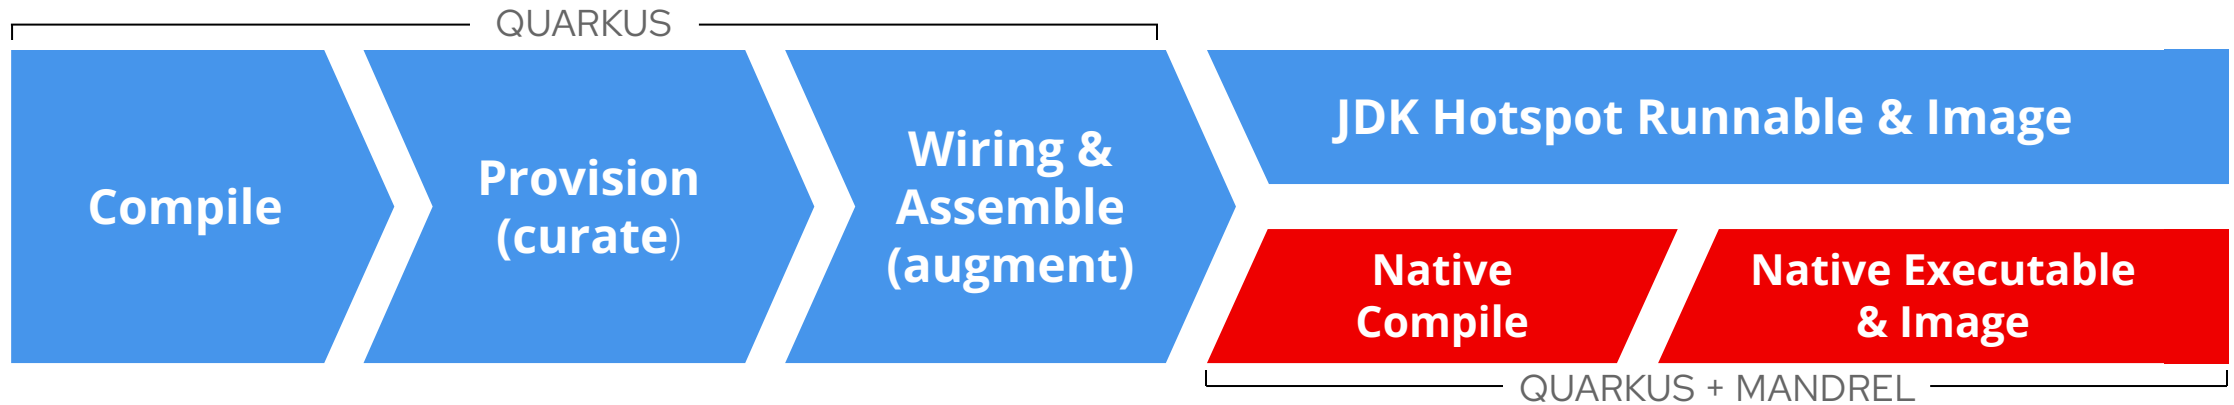 QUARKUS
Compile
Provision
(curate)
Wiring &
Assemble
(augment)
JDK Hotspot Runnable & Image
Native
Compile
Native Executable
& Image
QUARKUS + MANDREL